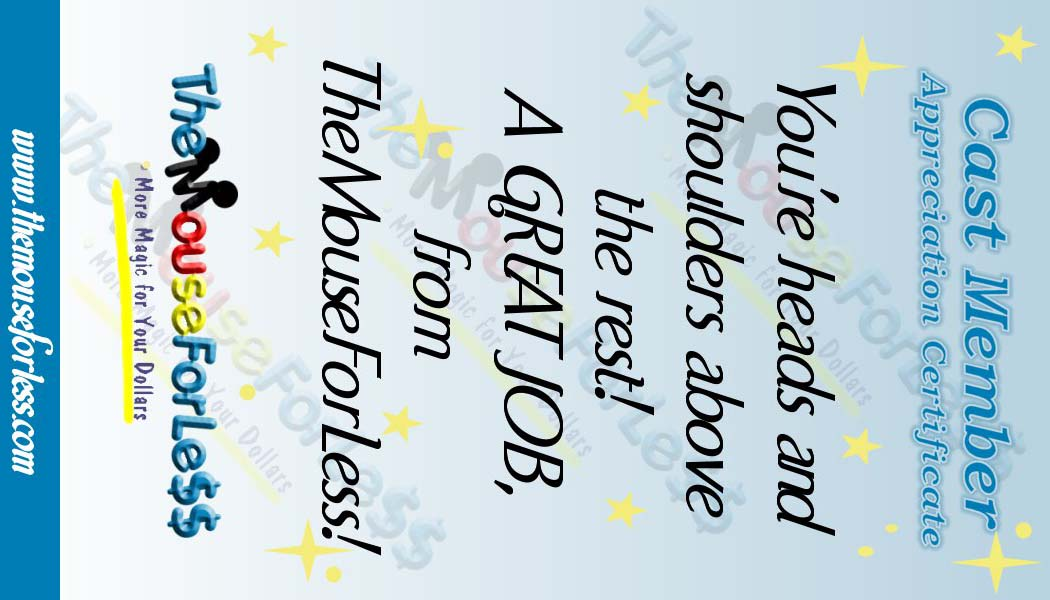 Cast Member
Appreciation Certificate
You're heads and
shoulders above
the rest!
A GREAT JOB,
from
TheMouseForLess!
TheMouseForLe$$
More Magic for Your Dollars
www.themouseforless.com